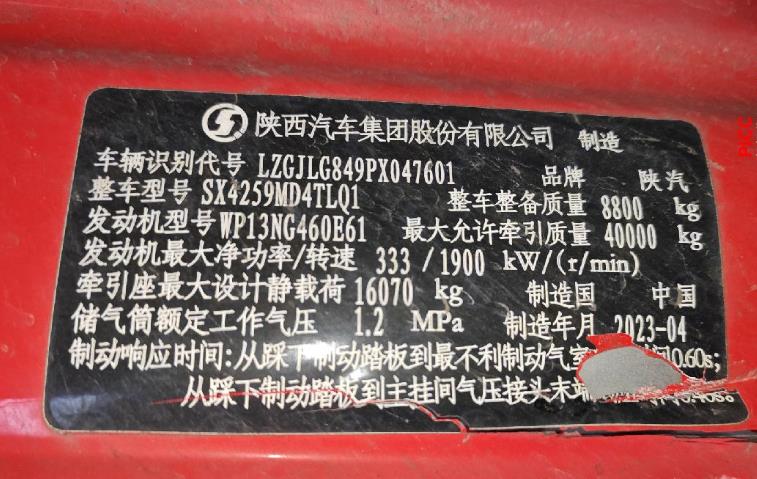 陕西汽车集团股份有限公司 制造
车辆识别代号 LZGJLG849PX047601 品牌 陕汽
整车型号 SX4259MD4TLQ1 整车整备质量 8800 kg
发动机型号 WP13NG460E61 最大允许牵引质量 40000 kg
发动机最大净功率/转速 333 / 1900 kW/(r/min)
牵引座最大设计静载荷 16070 kg 制造国 中国
储气筒额定工作气压 1.2 MPa 制造年月 2023-04
制动响应时间:从踩下制动踏板到最不利制动气室 间0.60s;
从踩下制动踏板到主挂间气压接头末端
PICC